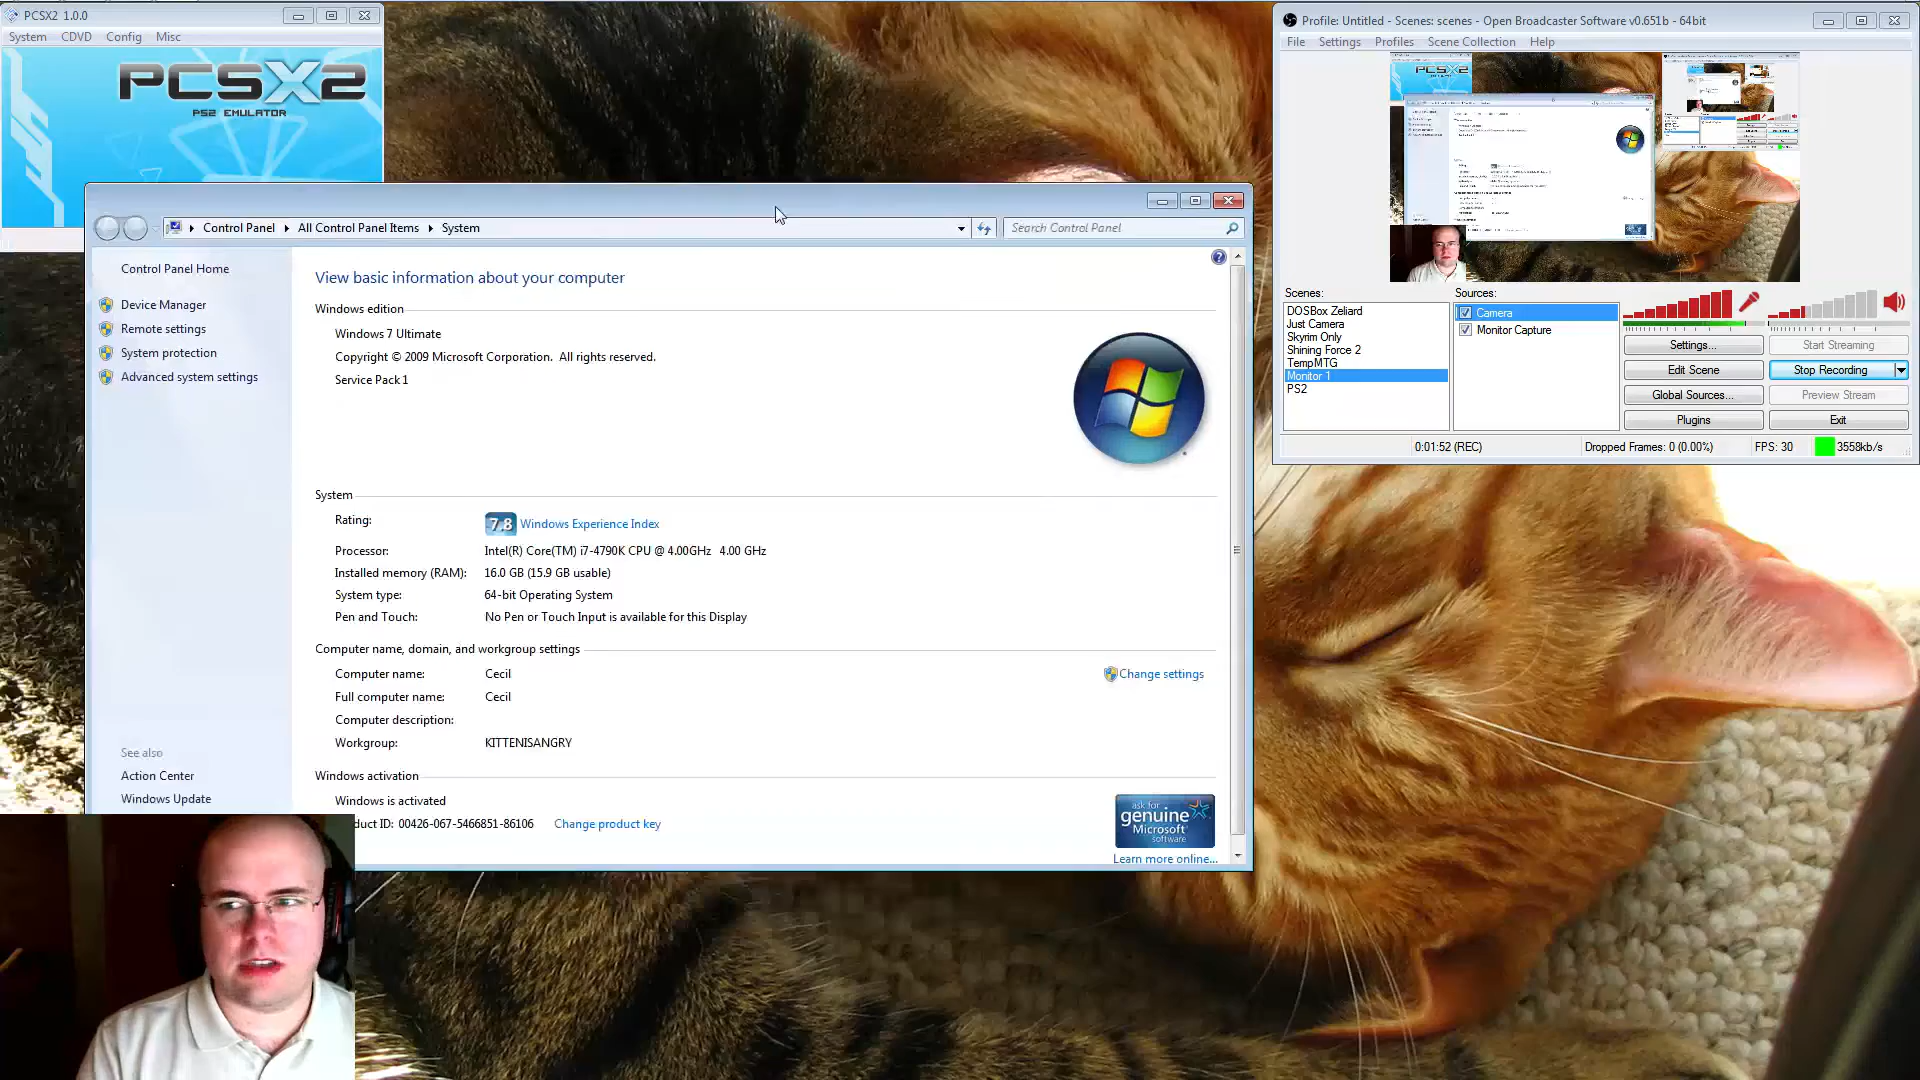 PCSX2 1.0.0
System CDVD Config Misc
PCSX2
PS2 EMULATOR
Control Panel All Control Panel Items System
Search Control Panel
Control Panel Home
Device Manager
Remote settings
System protection
Advanced system settings
See also
Action Center
Windows Update
View basic information about your computer
Windows edition
Windows 7 Ultimate
Copyright © 2009 Microsoft Corporation. All rights reserved.
Service Pack 1
System
Rating: 7.8 Windows Experience Index
Processor: Intel(R) Core(TM) i7-4790K CPU @ 4.00GHz 4.00 GHz
Installed memory (RAM): 16.0 GB (15.9 GB usable)
System type: 64-bit Operating System
Pen and Touch: No Pen or Touch Input is available for this Display
Computer name, domain, and workgroup settings
Computer name: Cecil
Change settings
Full computer name: Cecil
Computer description:
Workgroup: KITTENISANGRY
Windows activation
Windows is activated
duct ID: 00426-067-5466851-86106 Change product key
ask for
genuine
Microsoft
software
Learn more online...
Profile: Untitled - Scenes: scenes - Open Broadcaster Software v0.651b - 64bit
File Settings Profiles Scene Collection Help
PCSX2
Scenes:
DOSBox Zeliard
Just Camera
Skyrim Only
Shining Force 2
TempMTG
Monitor 1
PS2
Sources:
Camera
Monitor Capture
Settings... Start Streaming
Edit Scene Stop Recording
Global Sources... Preview Stream
Plugins Exit
0:01:52 (REC) Dropped Frames: 0 (0.00%) FPS: 30 3558kb/s